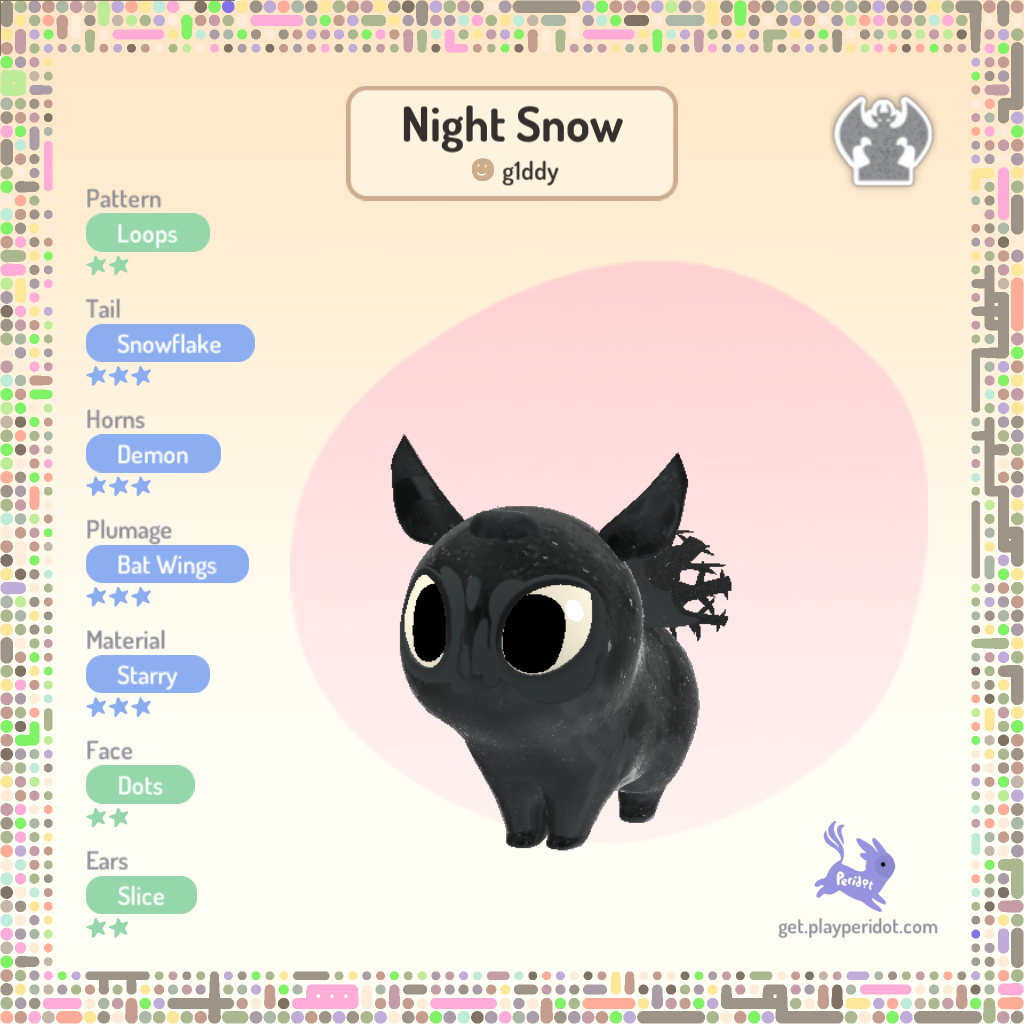 Night Snow
g1ddy
Pattern
Loops
Tail
Snowflake
Horns
Demon
Plumage
Bat Wings
Material
Starry
Face
Dots
Ears
Slice
Peridot
get.playperidot.com